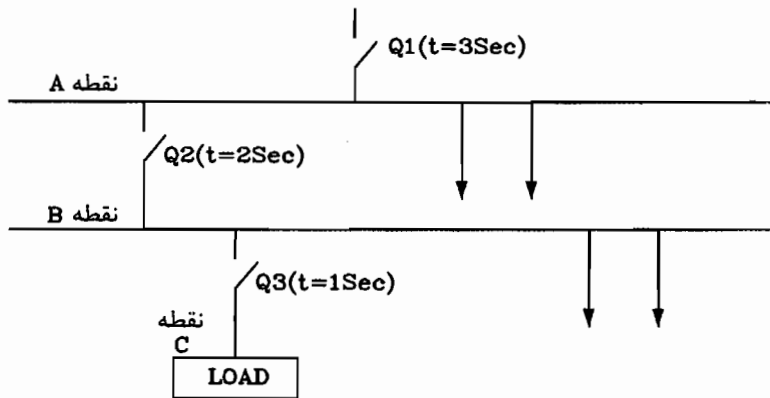 Q1(t=3Sec)
نقطه A
Q2(t=2Sec)
نقطه B
Q3(t=1Sec)
نقطه
C
LOAD